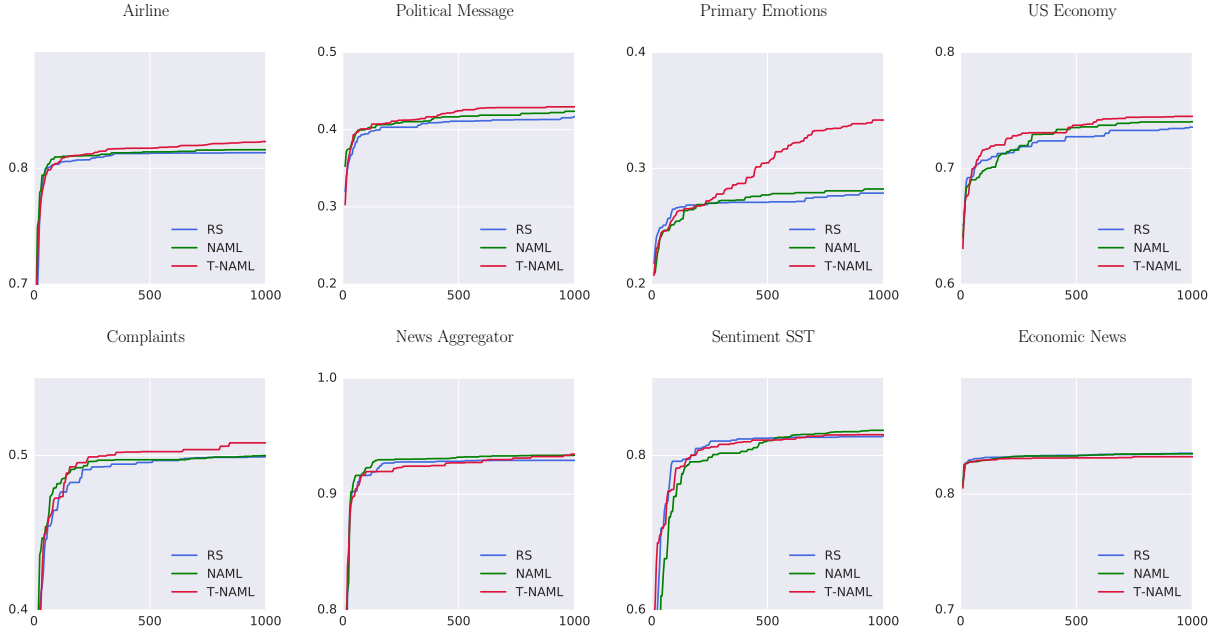 Airline
0.8
0.7
0
500
1000
RS
NAML
T-NAML
Political Message
0.5
0.4
0.3
0.2
0
500
1000
RS
NAML
T-NAML
Primary Emotions
0.4
0.3
0.2
0
500
1000
RS
NAML
T-NAML
US Economy
0.8
0.7
0.6
0
500
1000
RS
NAML
T-NAML
Complaints
0.5
0.4
0
500
1000
RS
NAML
T-NAML
News Aggregator
1.0
0.9
0.8
0
500
1000
RS
NAML
T-NAML
Sentiment SST
0.8
0.6
0
500
1000
RS
NAML
T-NAML
Economic News
0.8
0.7
0
500
1000
RS
NAML
T-NAML